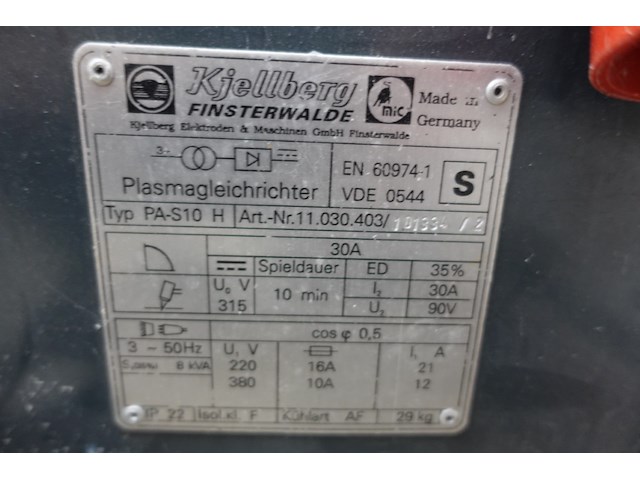 Kjellberg
FINSTERWALDE
mic
Made in
Germany
Kjellberg Elektroden & Maschinen GmbH Finsterwalde
3~
Plasmagleichrichter
EN 60974-1
VDE 0544
S
Typ PA-S10 H
Art.-Nr.11.030.403/
30A
Spieldauer ED 35%
U₀ V
315
10 min
I₂ 30A
U₂ 90V
cos φ 0,5
3 ~ 50Hz
U₁ V
I₁ A
8 kVA
220 16A 21
380 10A 12
IP 22 Isol.kl. F Kühlart AF 29 kg